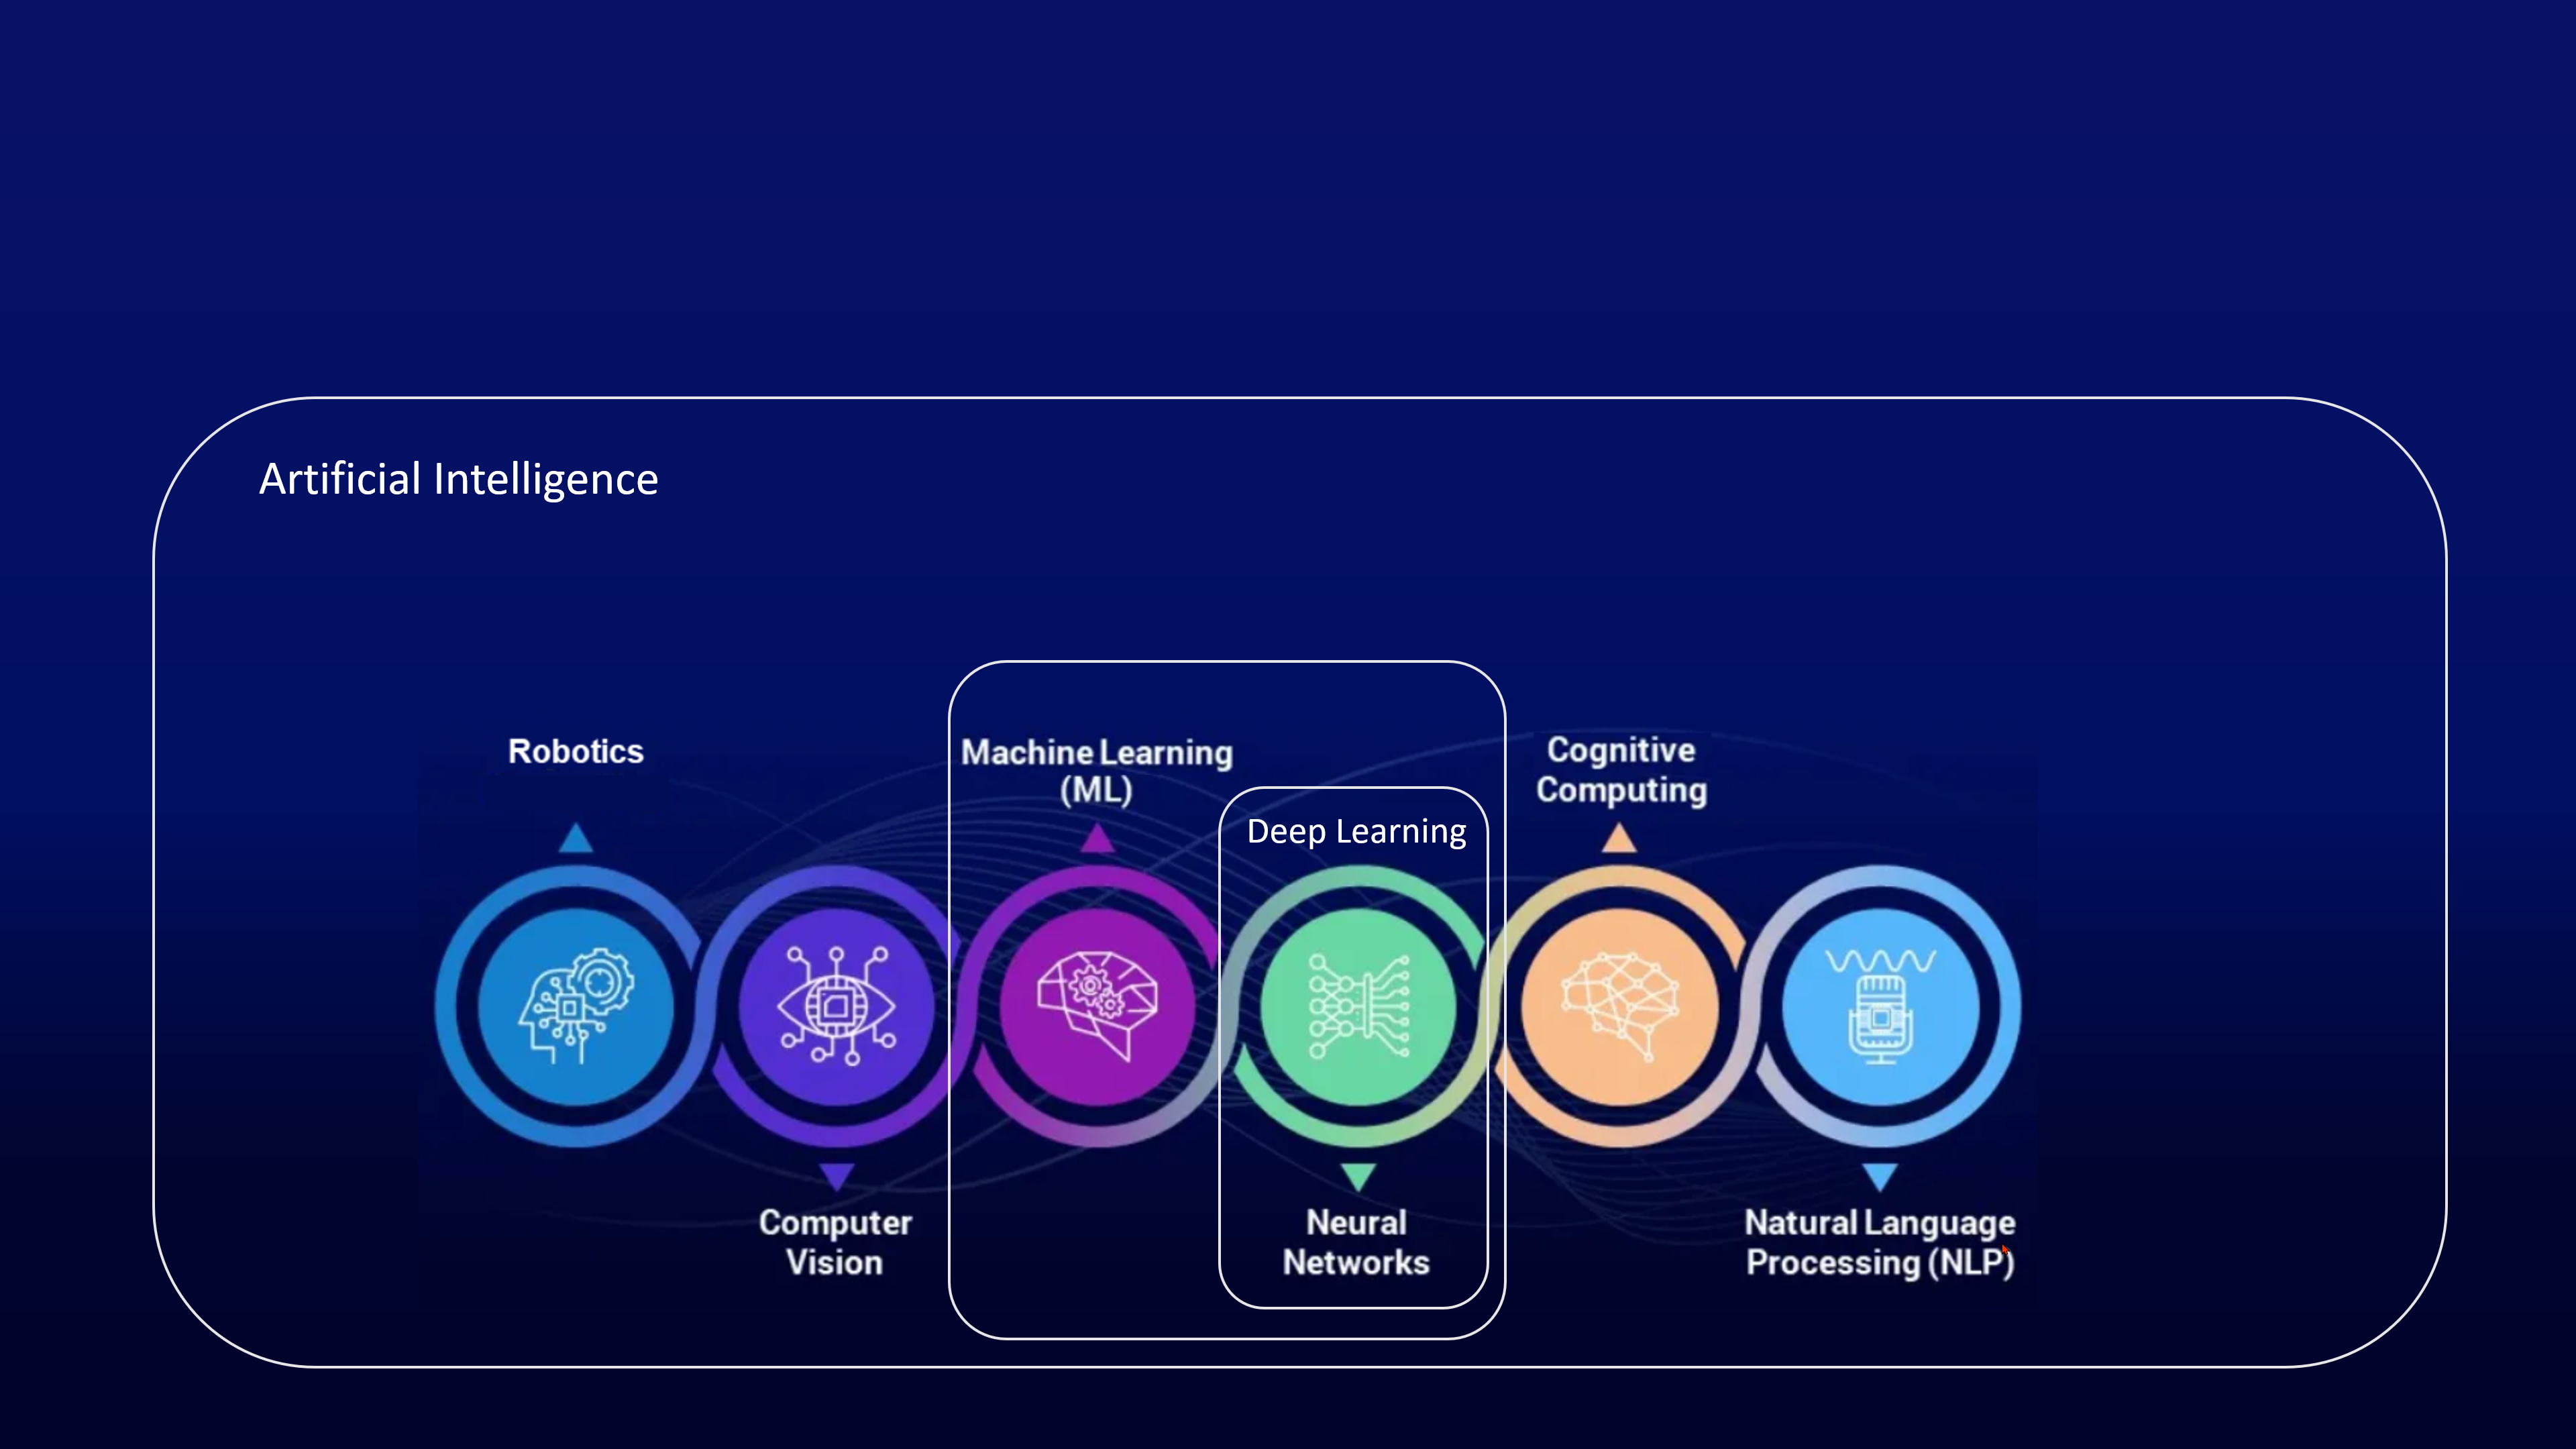 Artificial Intelligence
Robotics
Machine Learning
(ML)
Cognitive
Computing
Deep Learning
Computer
Vision
Neural
Networks
Natural Language
Processing (NLP)